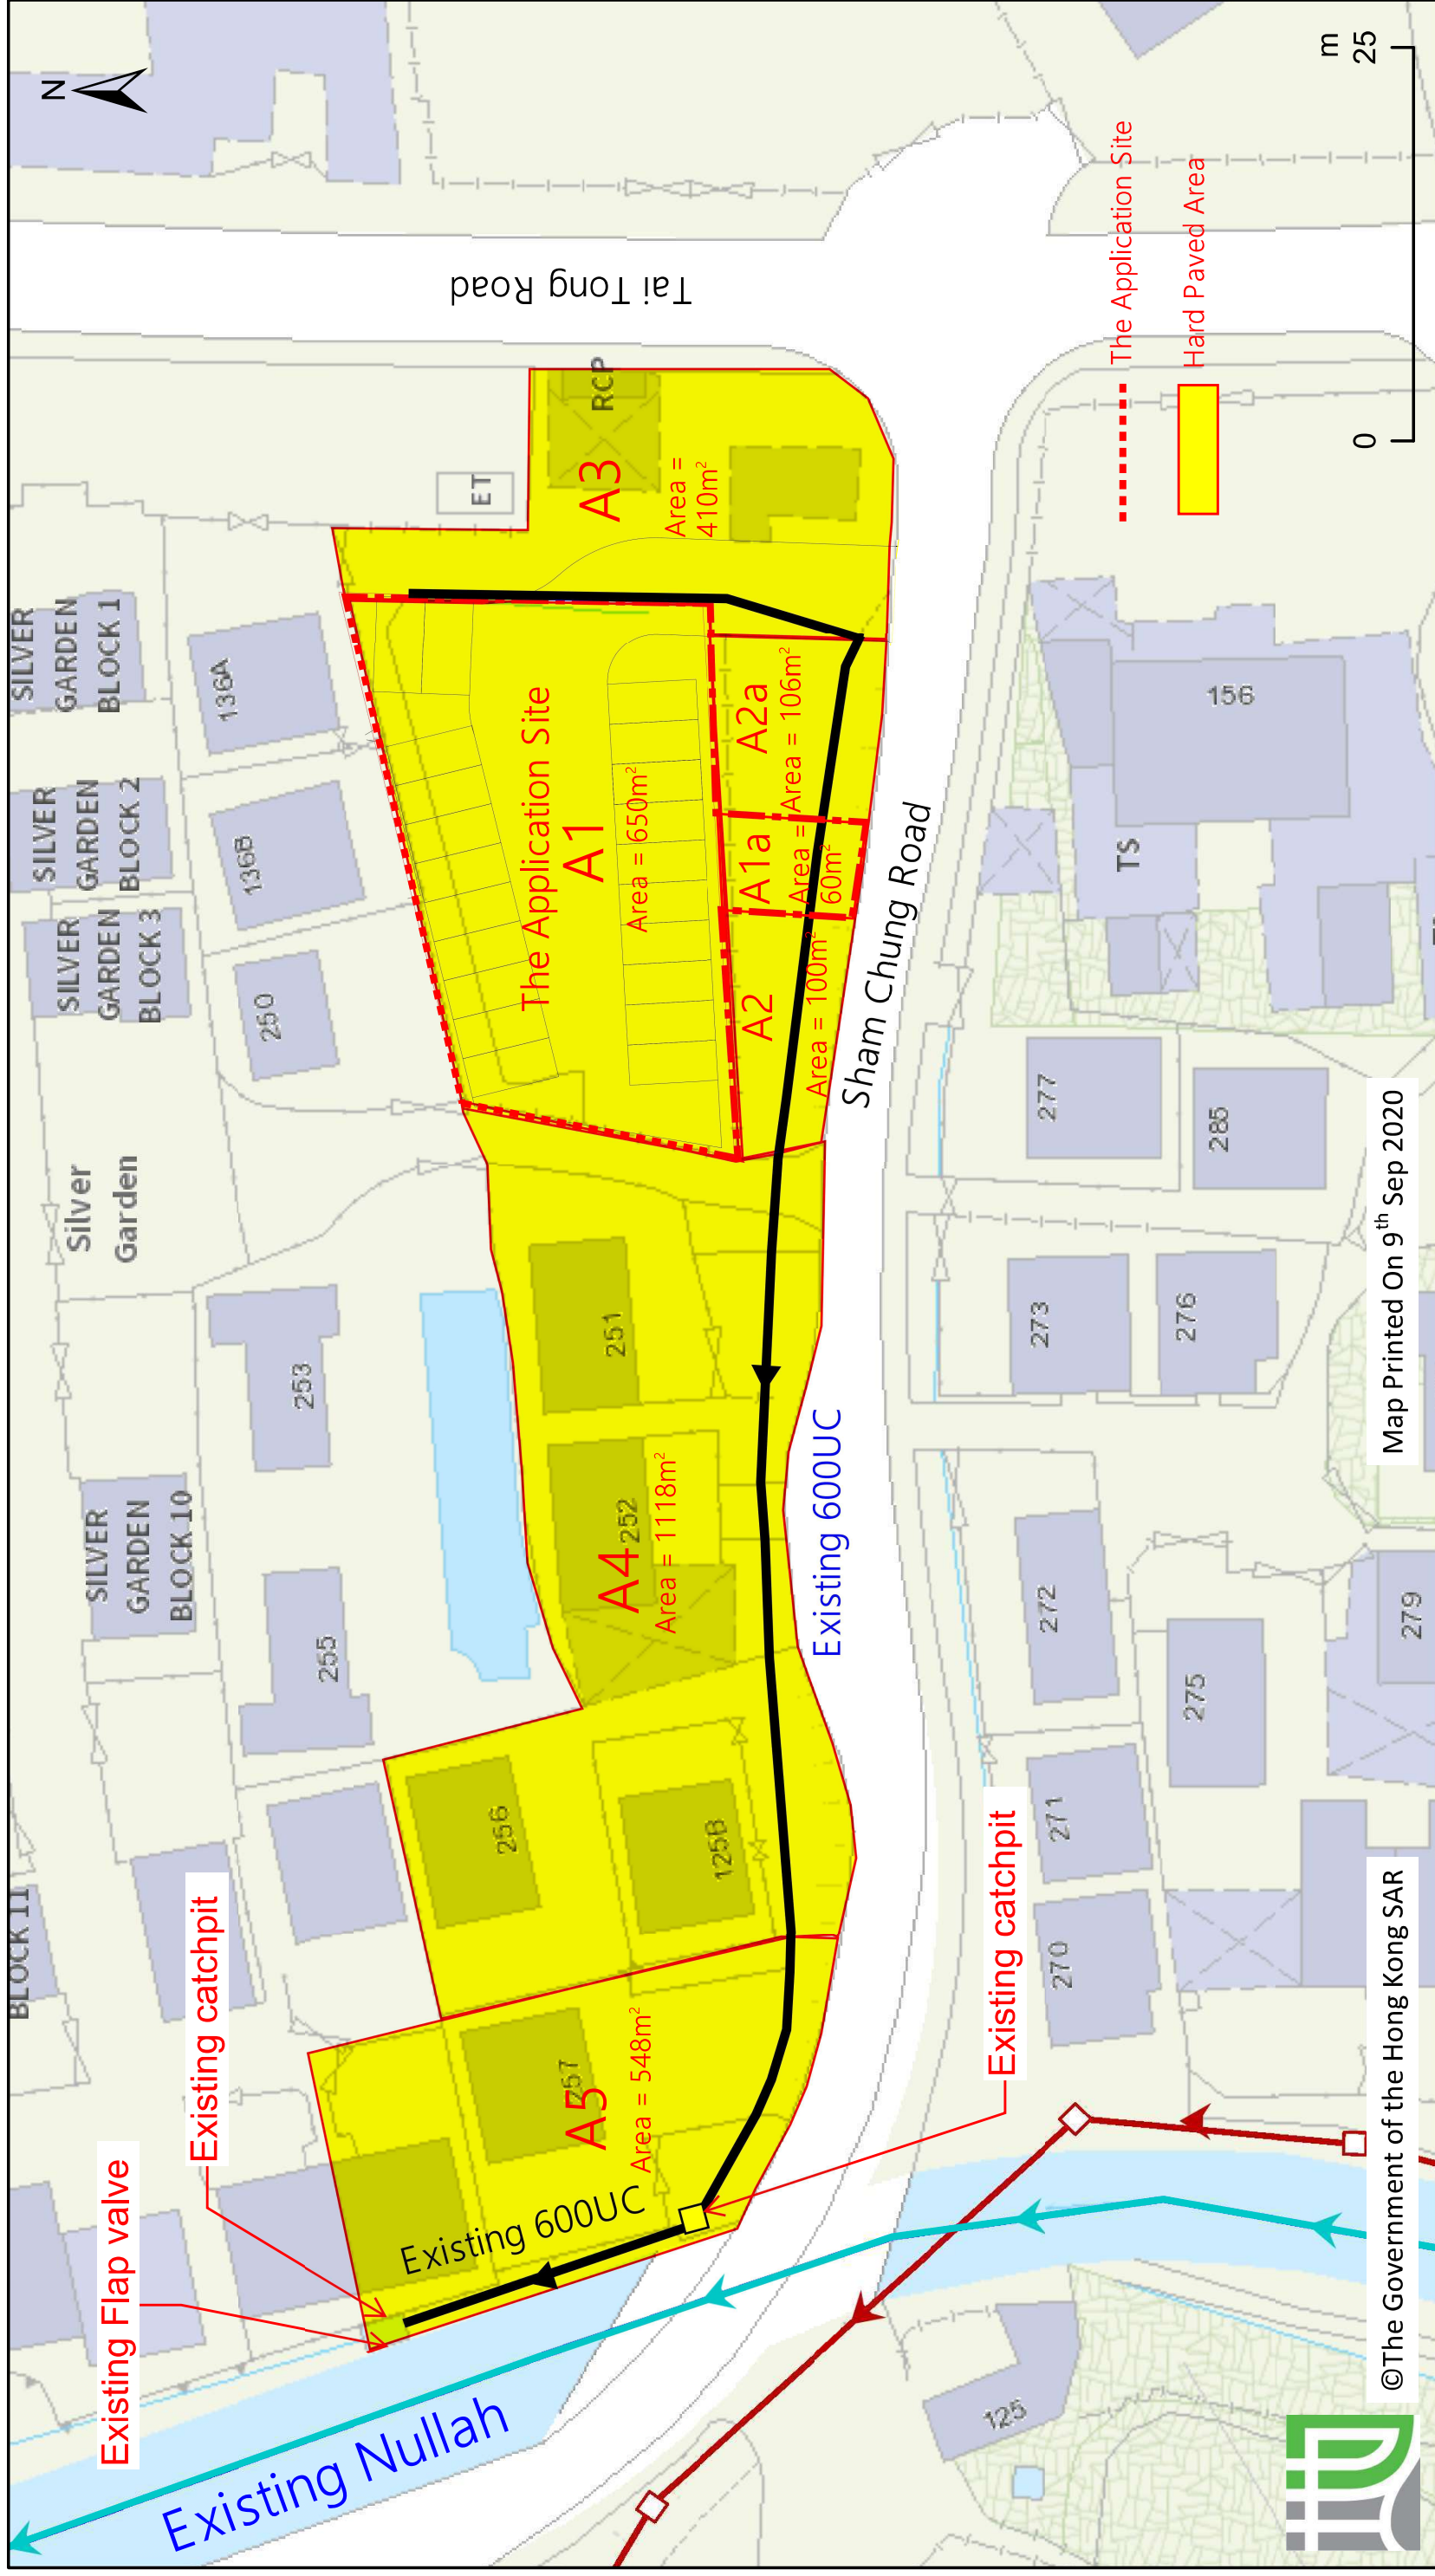 N
SILVER
GARDEN
BLOCK 1
SILVER
GARDEN
BLOCK 2
SILVER
GARDEN
BLOCK 3
136A
136B
250
Silver
Garden
253
SILVER
GARDEN
BLOCK 10
255
BLOCK 11
Existing Flap valve
Existing catchpit
Existing Nullah
Existing 600UC
256
125B
257
A5
Area = 548m²
252
A4
Area = 1118m²
251
The Application Site
A1
Area = 650m²
A2
Area = 100m²
A1a
Area =
60m²
A2a
Area = 106m²
A3
Area =
410m²
RCP
ET
Tai Tong Road
Sham Chung Road
Existing 600UC
Existing catchpit
156
TS
277
285
273
276
272
275
279
271
270
125
The Application Site
Hard Paved Area
m
0
25
Map Printed On 9th Sep 2020
©The Government of the Hong Kong SAR